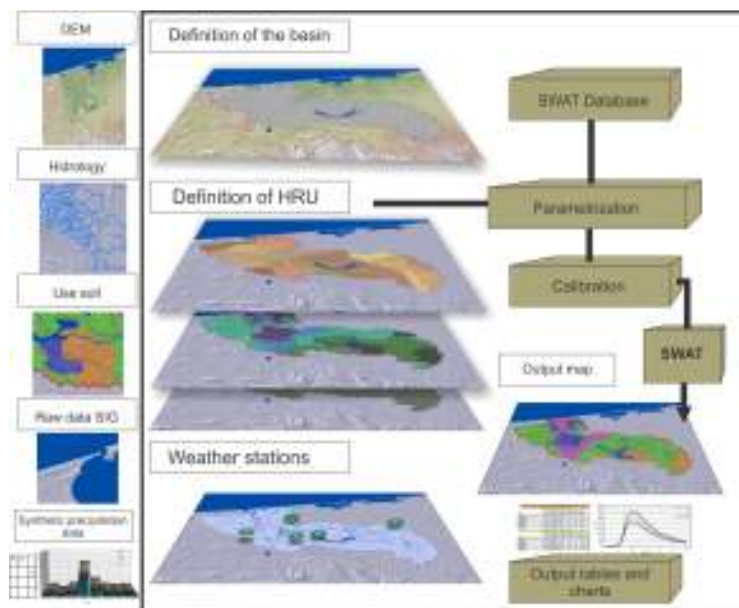 DEM
Hidrology
Use soil
Raw data SIG
Synthetic precipitation
data
Definition of the basin
Definition of HRU
Weather stations
SWAT Database
Parametrization
Calibration
SWAT
Output map
Output tables and
charts